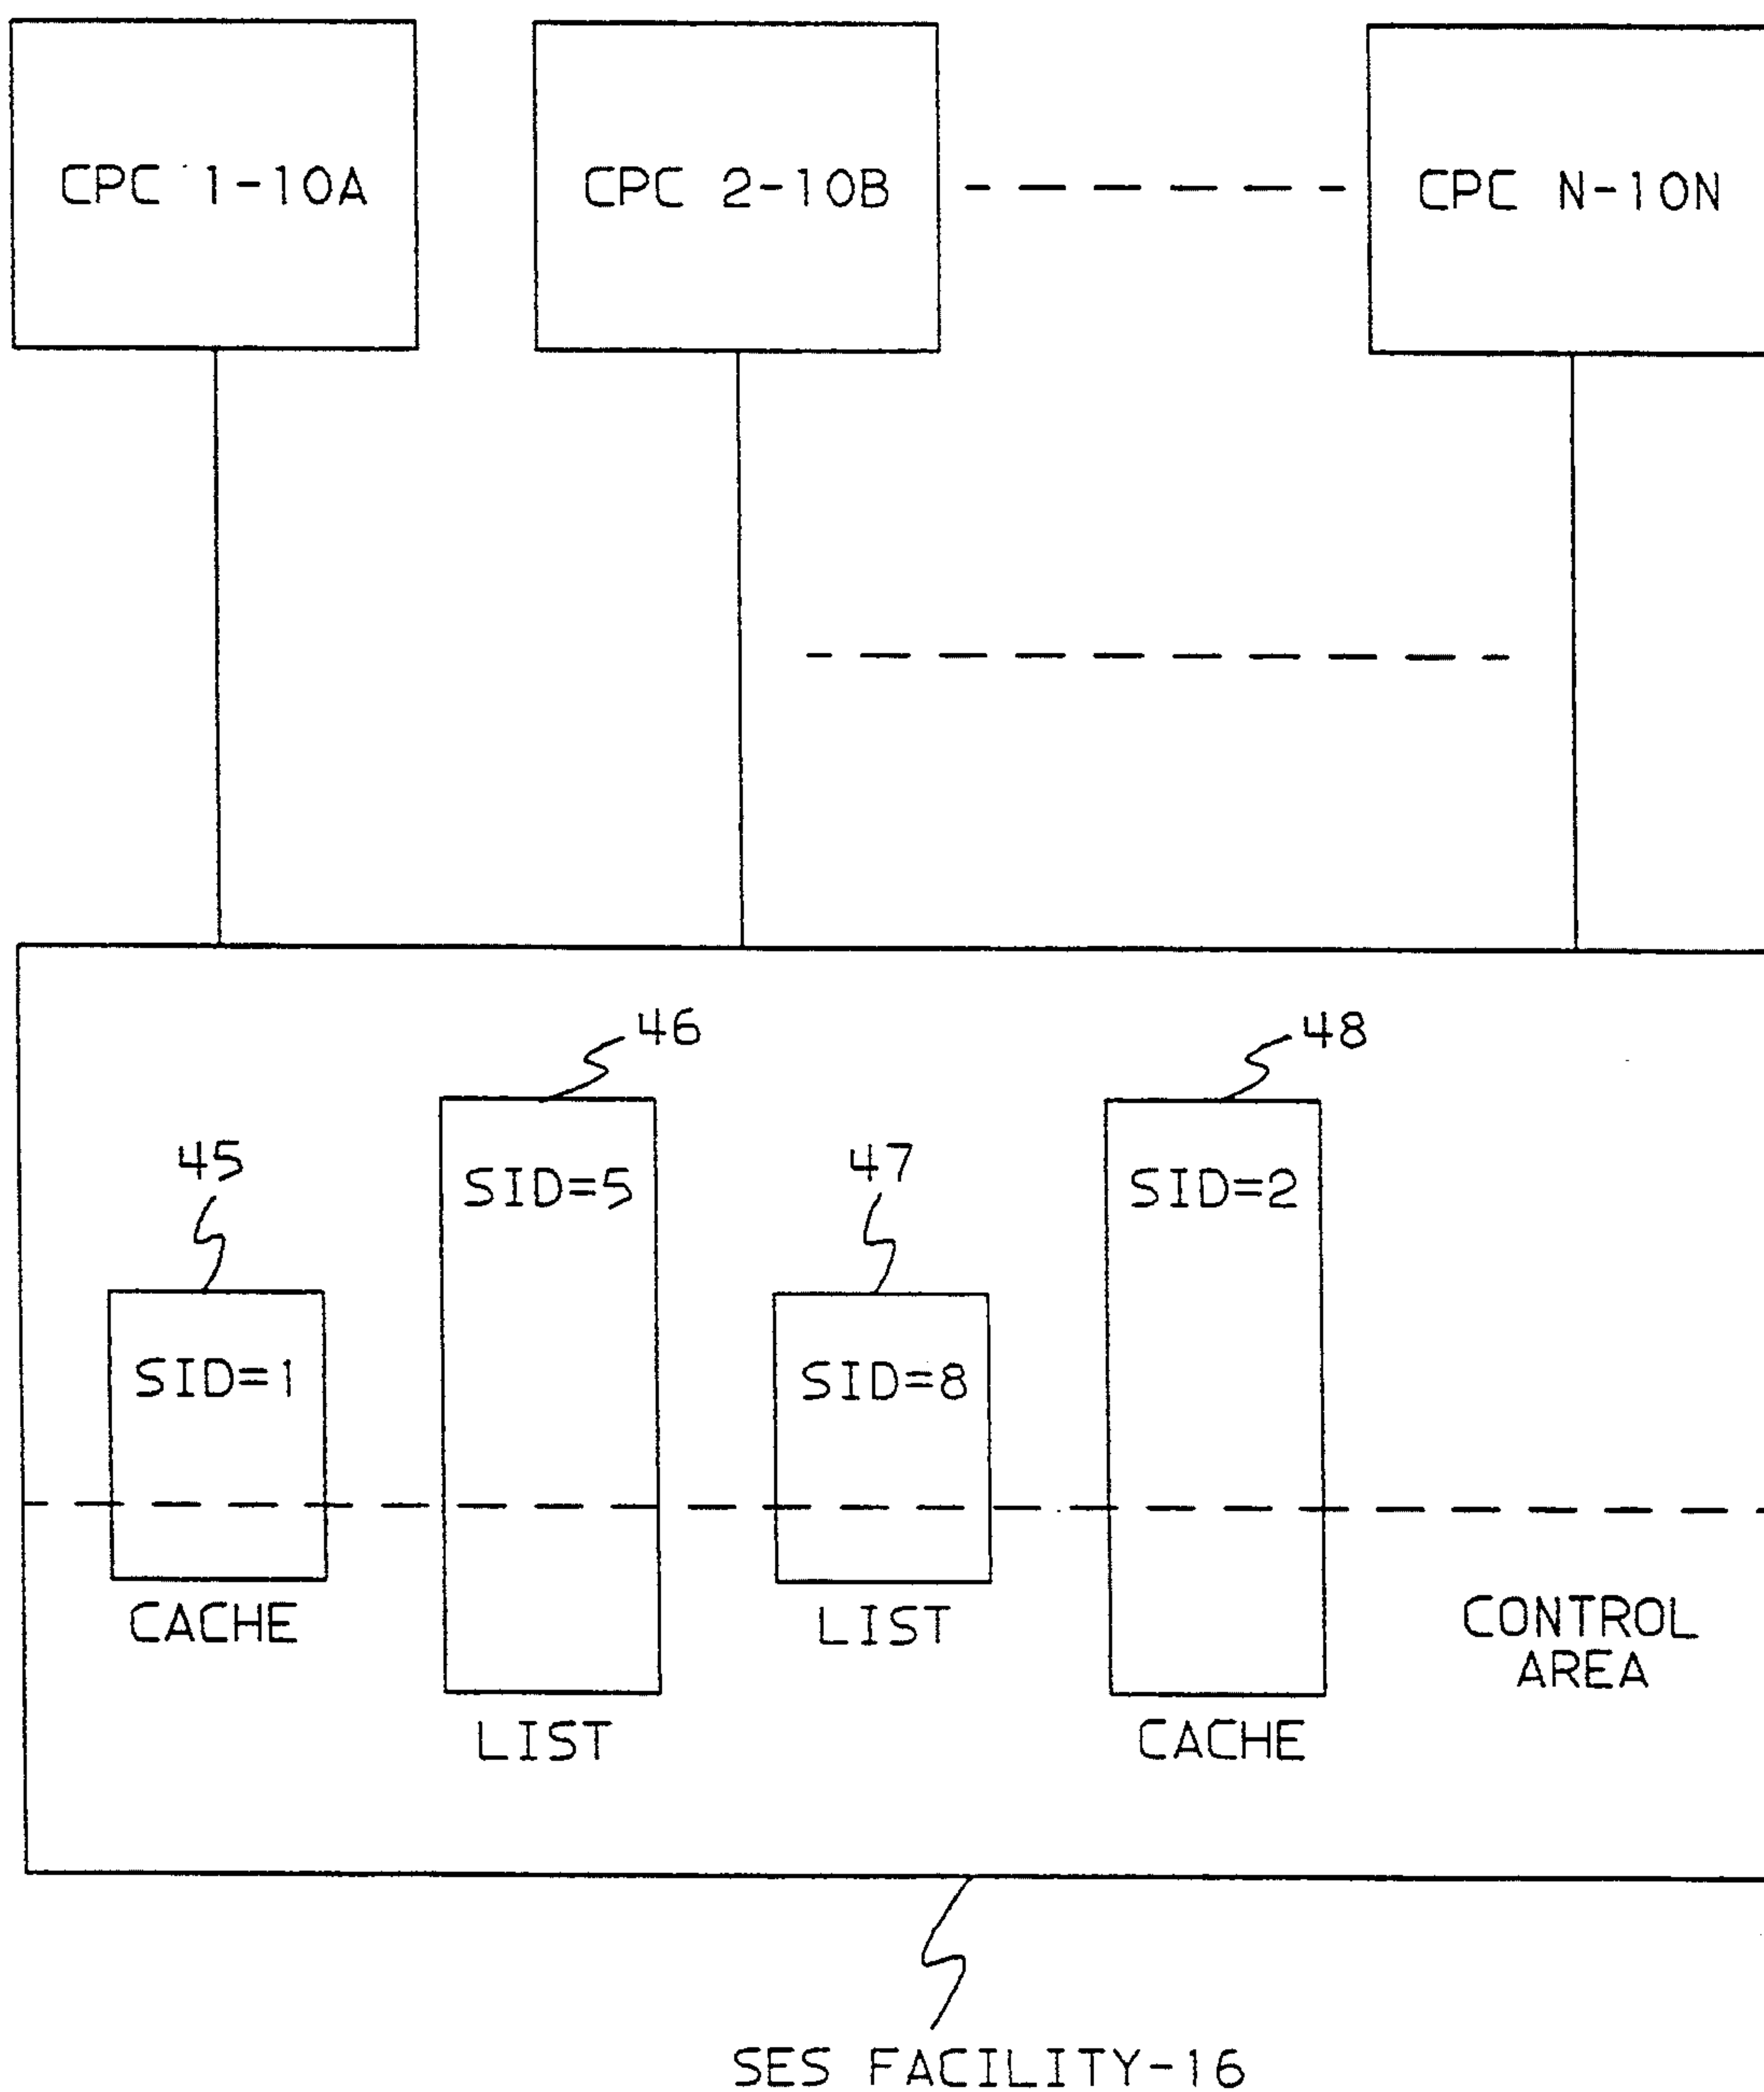 CPC 1-10A
CPC 2-10B
CPC N-10N
46
48
45
47
SID=5
SID=2
SID=1
SID=8
CACHE
LIST
CONTROL
AREA
LIST
CACHE
SES FACILITY-16